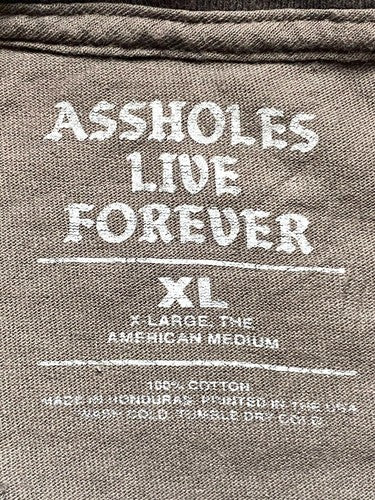 ASSHOLES
LIVE
FOREVER
XL
X-LARGE, THE
AMERICAN MEDIUM
100% COTTON
MADE IN HONDURAS, PRINTED IN THE USA
WASH COLD, TUMBLE DRY COLD